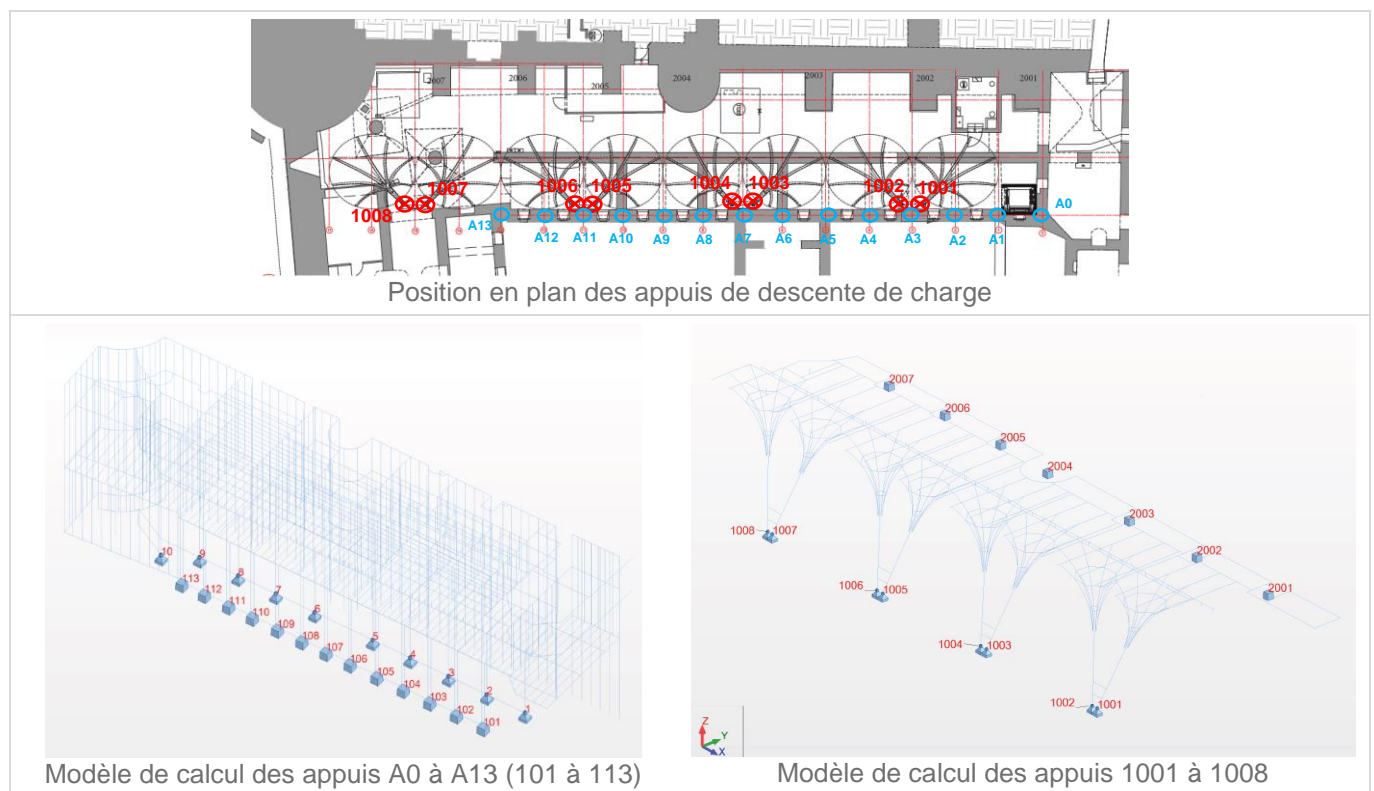 2007 2006 2005 2004 2003 2002 2001
1008 1007 1006 1005 1004 1003 1002 1001
A13 A12 A11 A10 A9 A8 A7 A6 A5 A4 A3 A2 A1 A0
Position en plan des appuis de descente de charge
10 9 8 7 6 5 4 3 2 1
113 112 111 110 109 108 107 106 105 104 103 102 101
Modèle de calcul des appuis A0 à A13 (101 à 113)
2007
2006
2005
2004
2003
2002
2001
1008 1007
1006 1005
1004 1003
1002 1001
Z
Y
X
Modèle de calcul des appuis 1001 à 1008